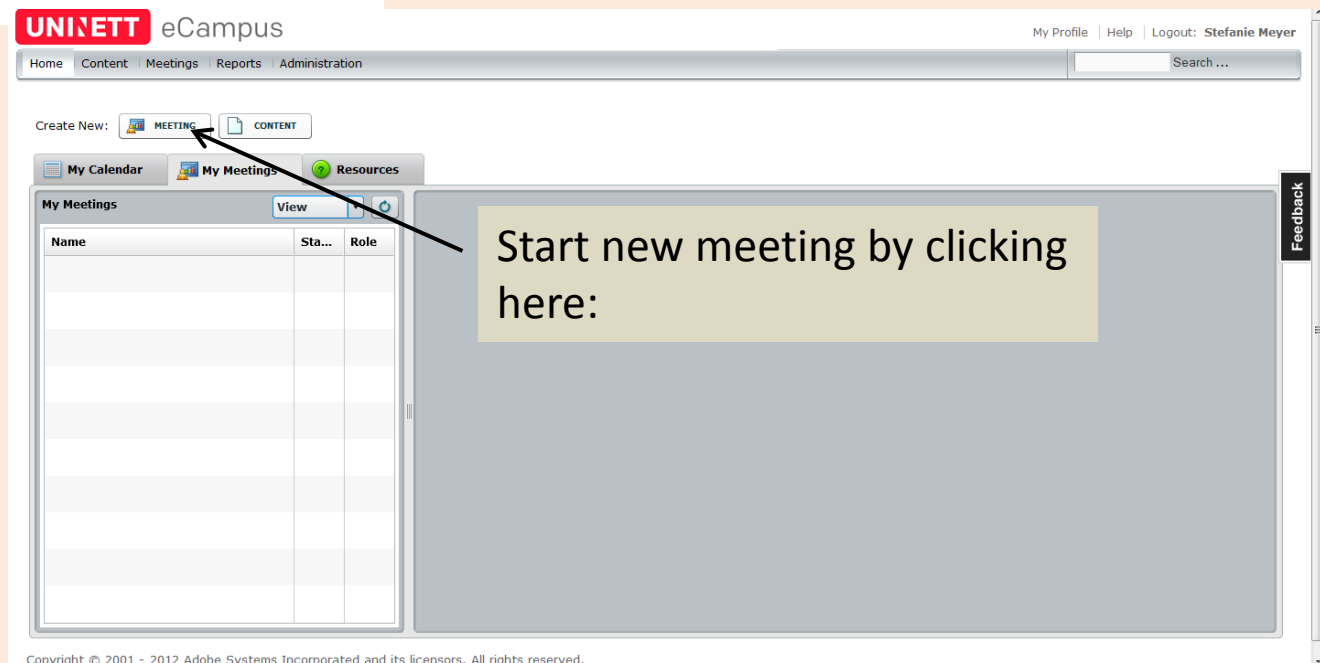 UNINETT eCampus
My Profile Help Logout: Stefanie Meyer
Home Content Meetings Reports Administration
Search ...
Create New: MEETING CONTENT
My Calendar My Meetings Resources
My Meetings View
Name Sta... Role
Start new meeting by clicking
here:
Feedback
Copyright © 2001 - 2012 Adobe Systems Incorporated and its licensors. All rights reserved.